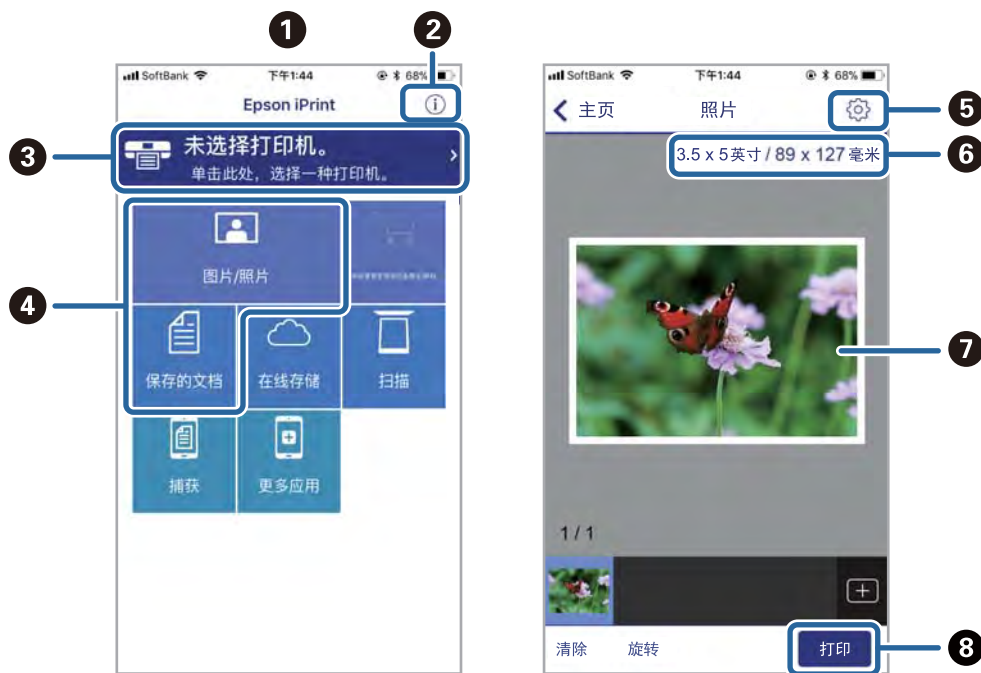 1
2
SoftBank 下午1:44 68%
Epson iPrint
3
未选择打印机。
单击此处，选择一种打印机。
4
图片/照片
保存的文档 在线存储 扫描
捕获 更多应用
SoftBank 下午1:44 68%
主页 照片
5
3.5 x 5英寸 / 89 x 127 毫米
6
7
1 / 1
清除 旋转 打印
8